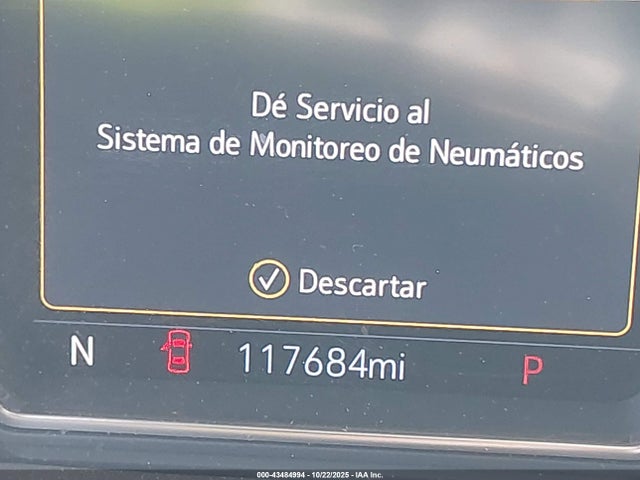 Dé Servicio al
Sistema de Monitoreo de Neumáticos
Descartar
N 117684mi P
000-43484994 - 10/22/2025 - IAA Inc.